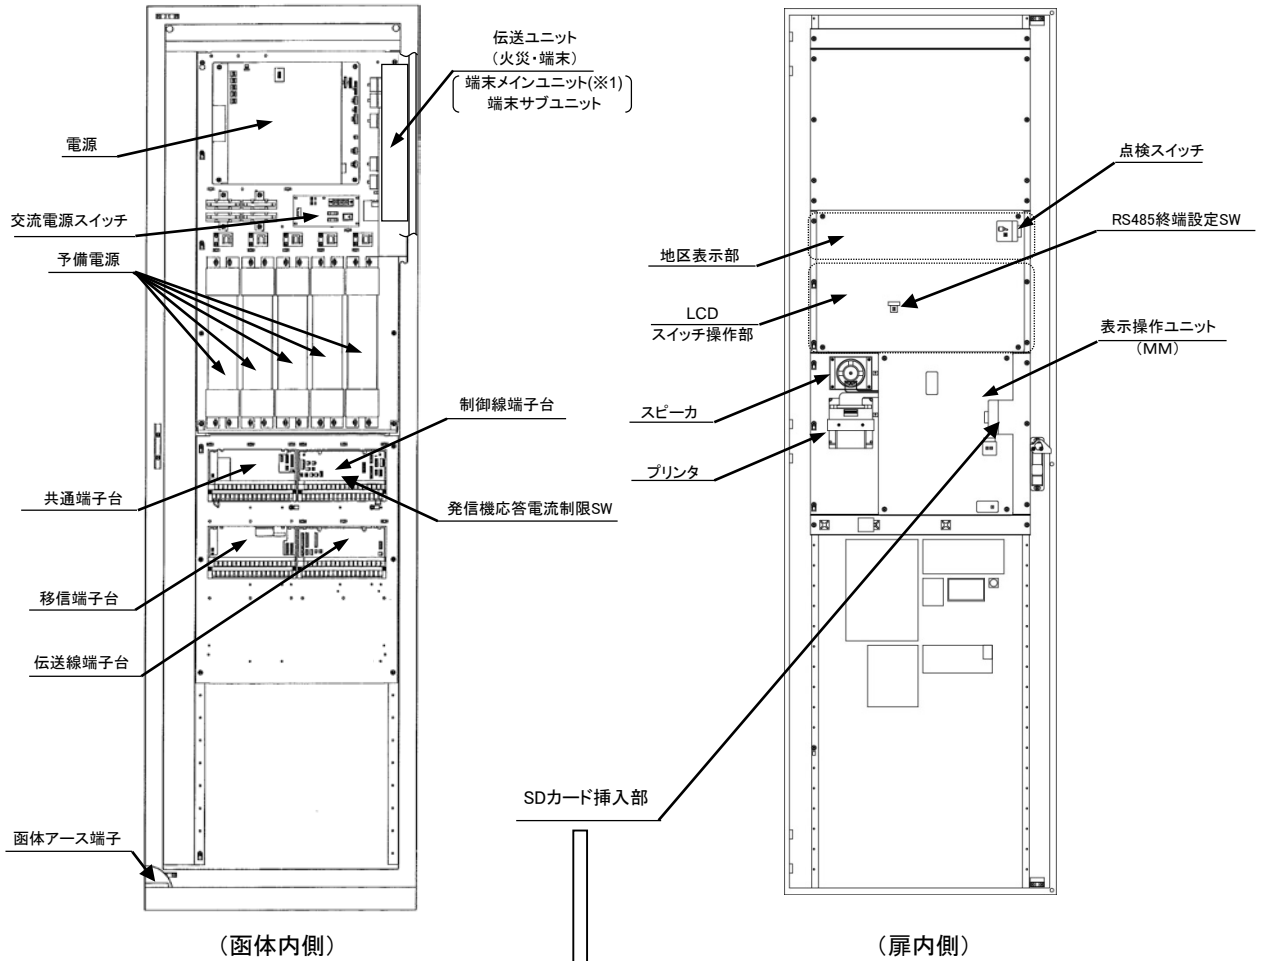 伝送ユニット
(火災・端末)
端末メインユニット(※1)
端末サブユニット
電源
交流電源スイッチ
予備電源
制御線端子台
共通端子台
発信機応答電流制限SW
移信端子台
伝送線端子台
函体アース端子
(函体内側)
点検スイッチ
RS485終端設定SW
地区表示部
LCD
スイッチ操作部
表示操作ユニット
(MM)
スピーカ
プリンタ
SDカード挿入部
(扉内側)